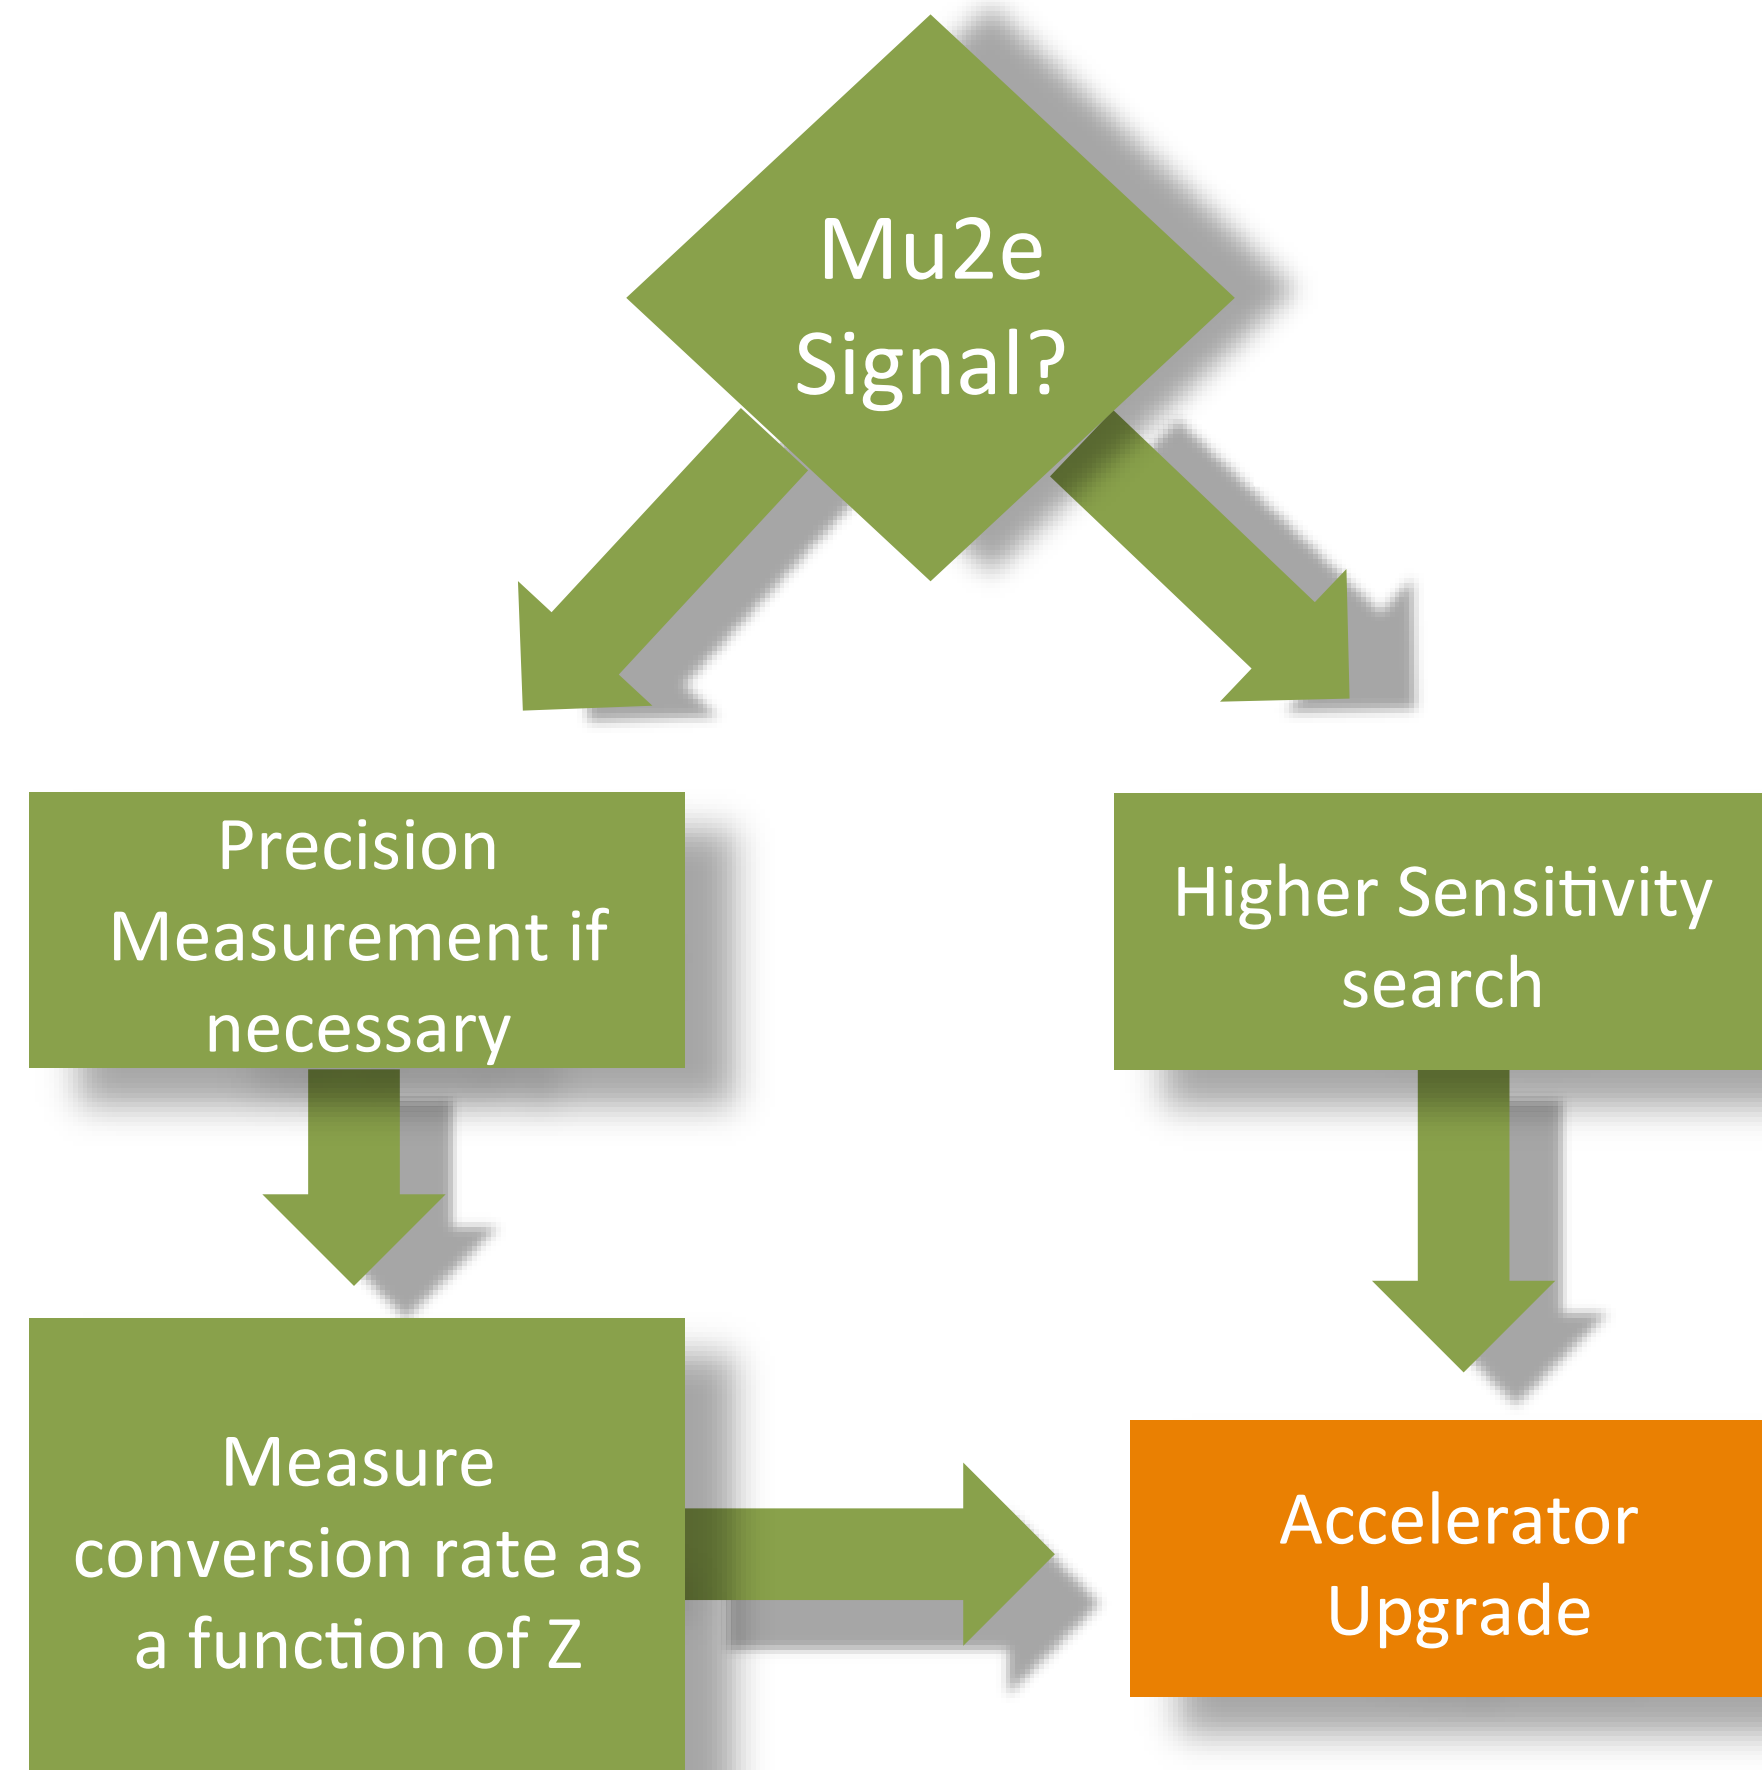 Mu2e
Signal?
Precision
Measurement if
necessary
Higher Sensitivity
search
Measure
conversion rate as
a function of Z
Accelerator
Upgrade